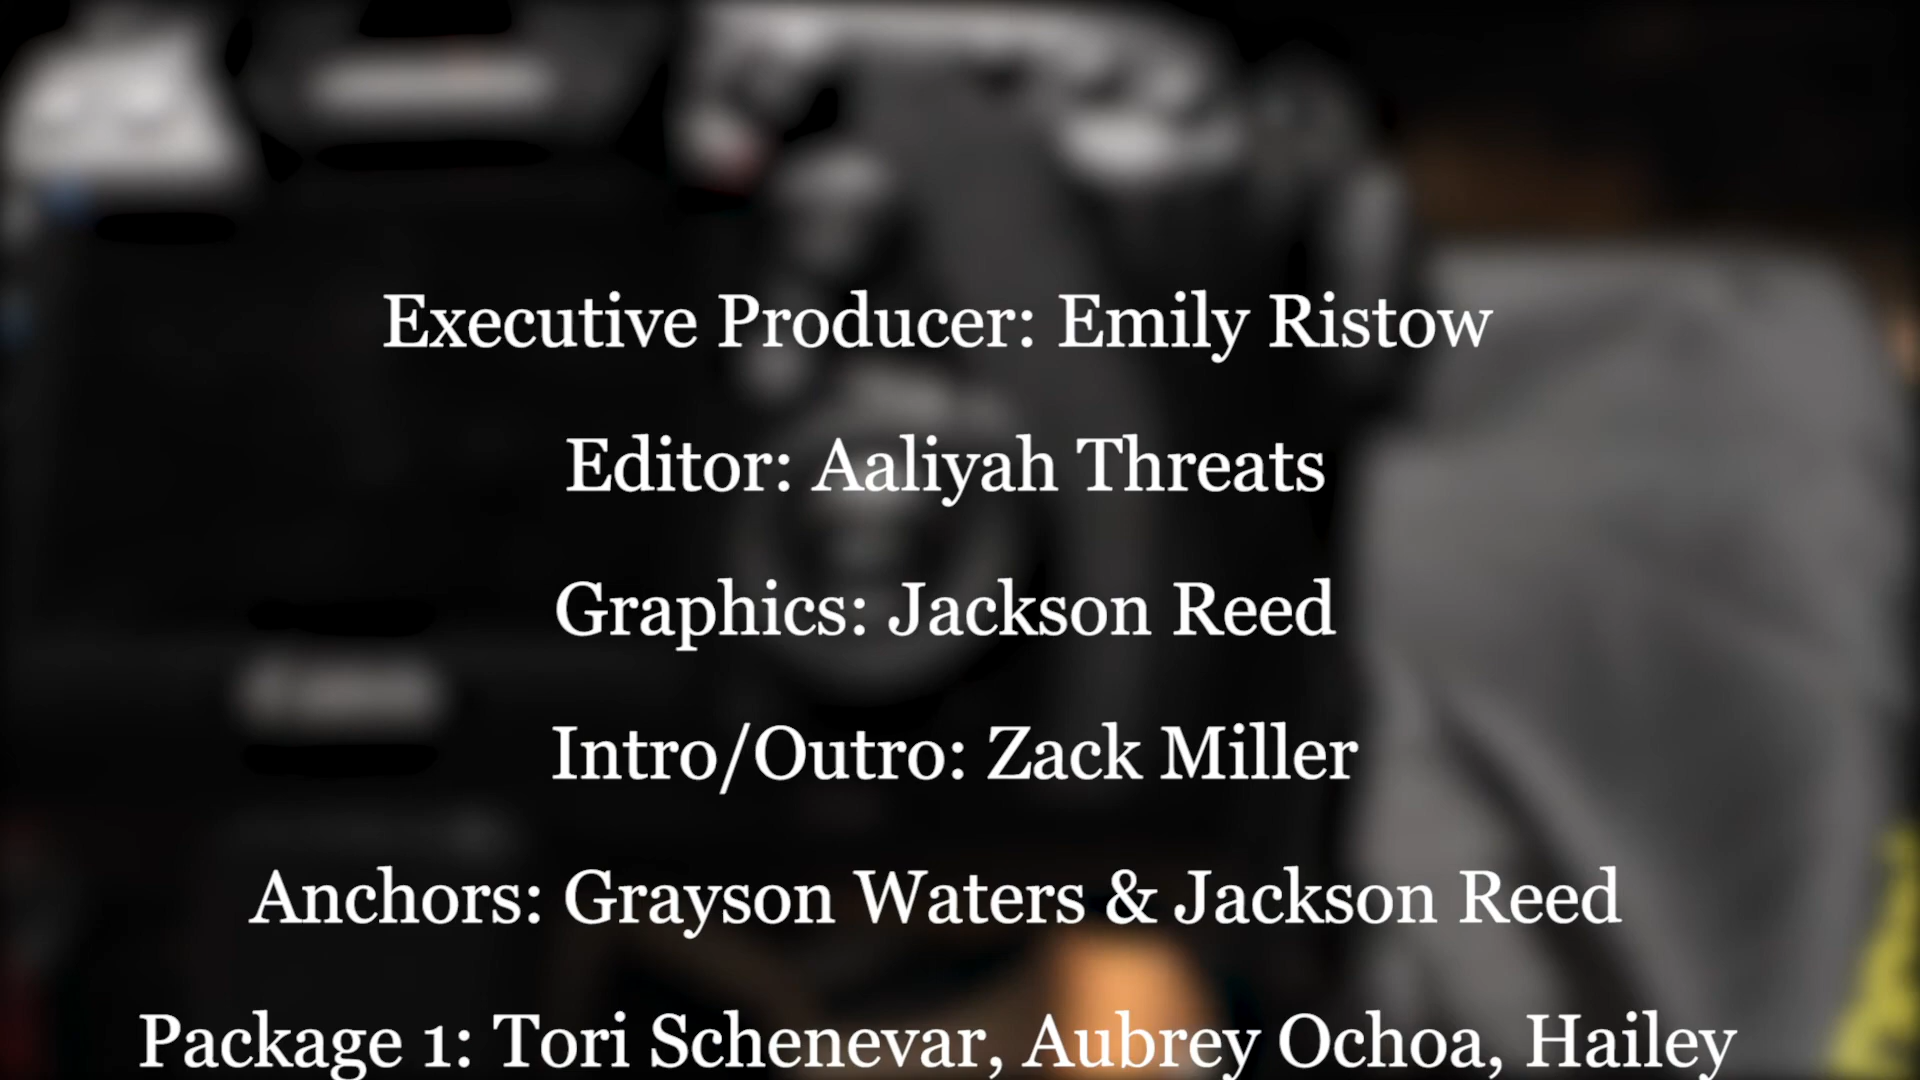 Executive Producer: Emily Ristow
Editor: Aaliyah Threats
Graphics: Jackson Reed
Intro/Outro: Zack Miller
Anchors: Grayson Waters & Jackson Reed
Package 1: Tori Schenevar, Aubrey Ochoa, Hailey